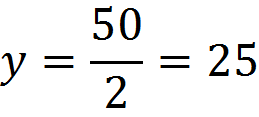 y = 50/2 = 25